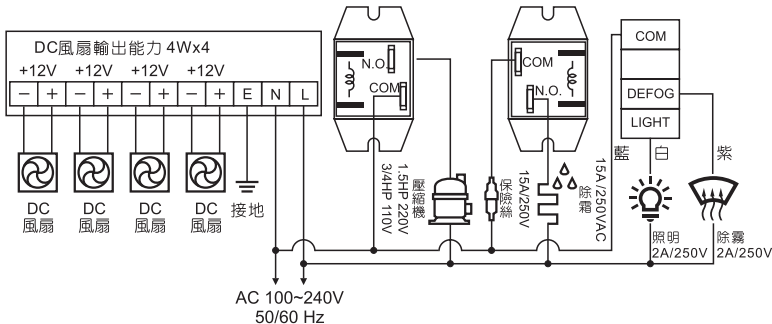 DC風扇輸出能力 4Wx4
+12V +12V +12V +12V
− + − + − + − + E N L
DC
風扇
DC
風扇
DC
風扇
DC
風扇
接地
N.O.
COM
COM
N.O.
COM
DEFOG
LIGHT
藍
白
紫
壓縮機
1.5HP 220V
3/4HP 110V
保險絲
15A/250V
除霜
15A/250VAC
照明
2A/250V
除霧
2A/250V
AC 100~240V
50/60 Hz